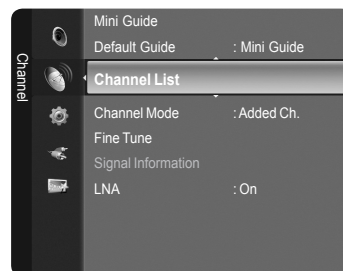 Channel
Mini Guide
Default Guide : Mini Guide
Channel List
Channel Mode : Added Ch.
Fine Tune
Signal Information
LNA : On